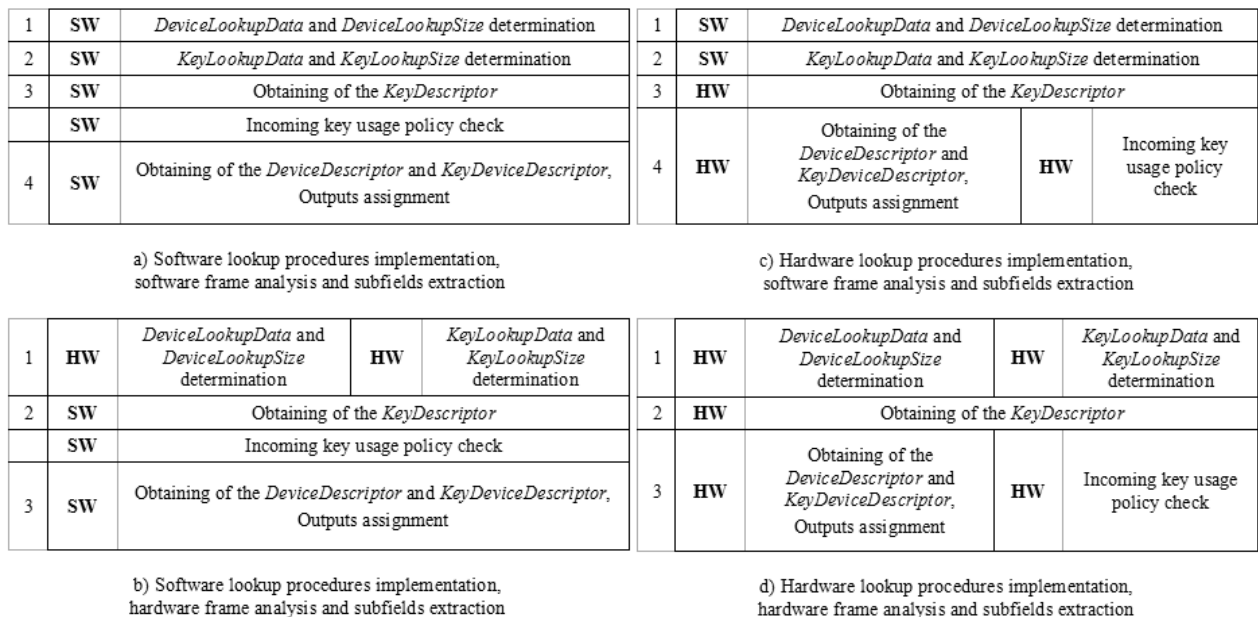 1 SW DeviceLookupData and DeviceLookupSize determination
2 SW KeyLookupData and KeyLookupSize determination
3 SW Obtaining of the KeyDescriptor
SW Incoming key usage policy check
4 SW Obtaining of the DeviceDescriptor and KeyDeviceDescriptor,
Outputs assignment
a) Software lookup procedures implementation,
software frame analysis and subfields extraction
1 HW DeviceLookupData and
DeviceLookupSize
determination
HW KeyLookupData and
KeyLookupSize
determination
2 SW Obtaining of the KeyDescriptor
SW Incoming key usage policy check
3 SW Obtaining of the DeviceDescriptor and KeyDeviceDescriptor,
Outputs assignment
b) Software lookup procedures implementation,
hardware frame analysis and subfields extraction
1 SW DeviceLookupData and DeviceLookupSize determination
2 SW KeyLookupData and KeyLookupSize determination
3 HW Obtaining of the KeyDescriptor
4 HW Obtaining of the
DeviceDescriptor and
KeyDeviceDescriptor,
Outputs assignment
HW Incoming key
usage policy
check
c) Hardware lookup procedures implementation,
software frame analysis and subfields extraction
1 HW DeviceLookupData and
DeviceLookupSize
determination
HW KeyLookupData and
KeyLookupSize
determination
2 HW Obtaining of the KeyDescriptor
3 HW Obtaining of the
DeviceDescriptor and
KeyDeviceDescriptor,
Outputs assignment
HW Incoming key usage
policy check
d) Hardware lookup procedures implementation,
hardware frame analysis and subfields extraction